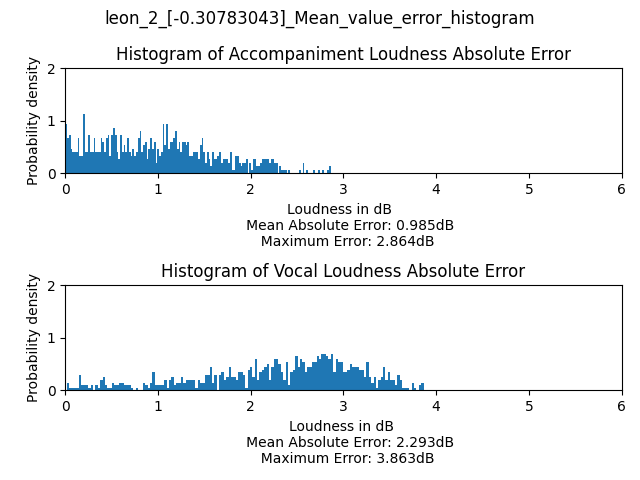 leon_2_[-0.30783043]_Mean_value_error_histogram
Histogram of Accompaniment Loudness Absolute Error
Probability density
2
1
0
0 1 2 3 4 5 6
Loudness in dB
Mean Absolute Error: 0.985dB
Maximum Error: 2.864dB
Histogram of Vocal Loudness Absolute Error
Probability density
2
1
0
0 1 2 3 4 5 6
Loudness in dB
Mean Absolute Error: 2.293dB
Maximum Error: 3.863dB